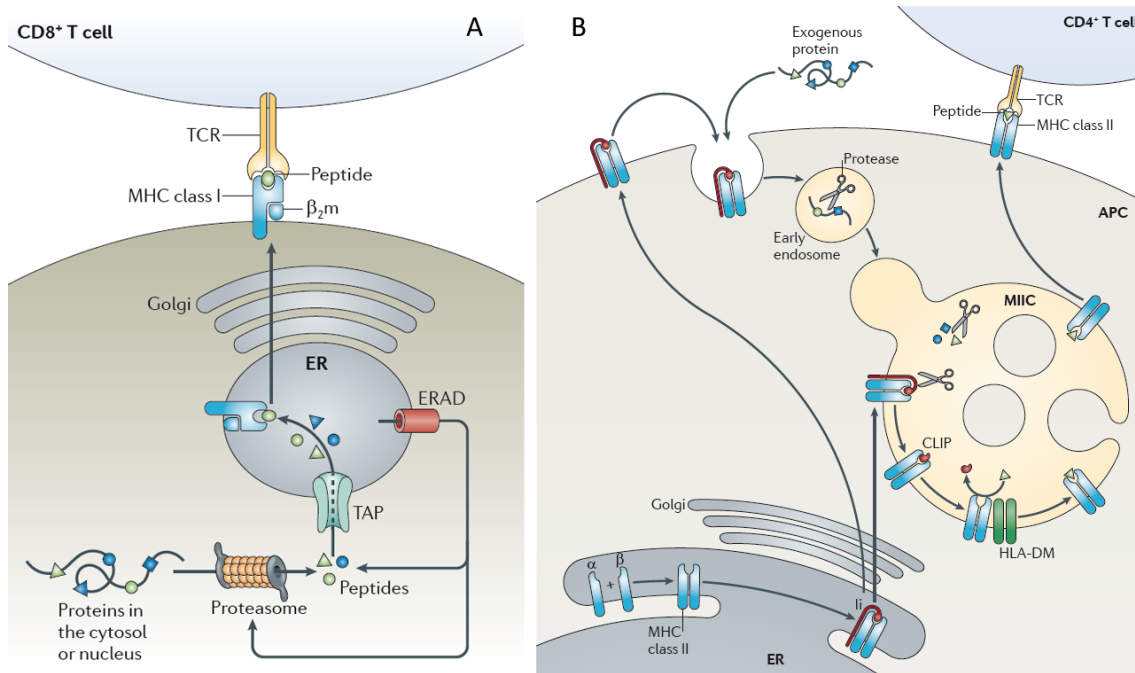 CD8⁺ T cell
A
TCR
Peptide
MHC class I
β₂m
Golgi
ER
ERAD
TAP
Peptides
Proteasome
Proteins in
the cytosol
or nucleus
B
CD4⁺ T cell
Exogenous
protein
TCR
Peptide
MHC class II
Protease
APC
Early
endosome
MIIC
CLIP
Golgi
HLA-DM
α
+
β
Ii
MHC
class II
ER